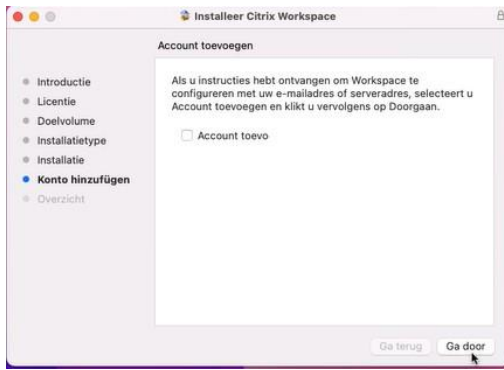 Installeer Citrix Workspace
Account toevoegen
Introductie
Licentie
Doelvolume
Installatietype
Installatie
Konto hinzufügen
Overzicht
Als u instructies hebt ontvangen om Workspace te
configureren met uw e-mailadres of serveradres, selecteert u
Account toevoegen en klikt u vervolgens op Doorgaan.
Account toevo
Ga terug
Ga door